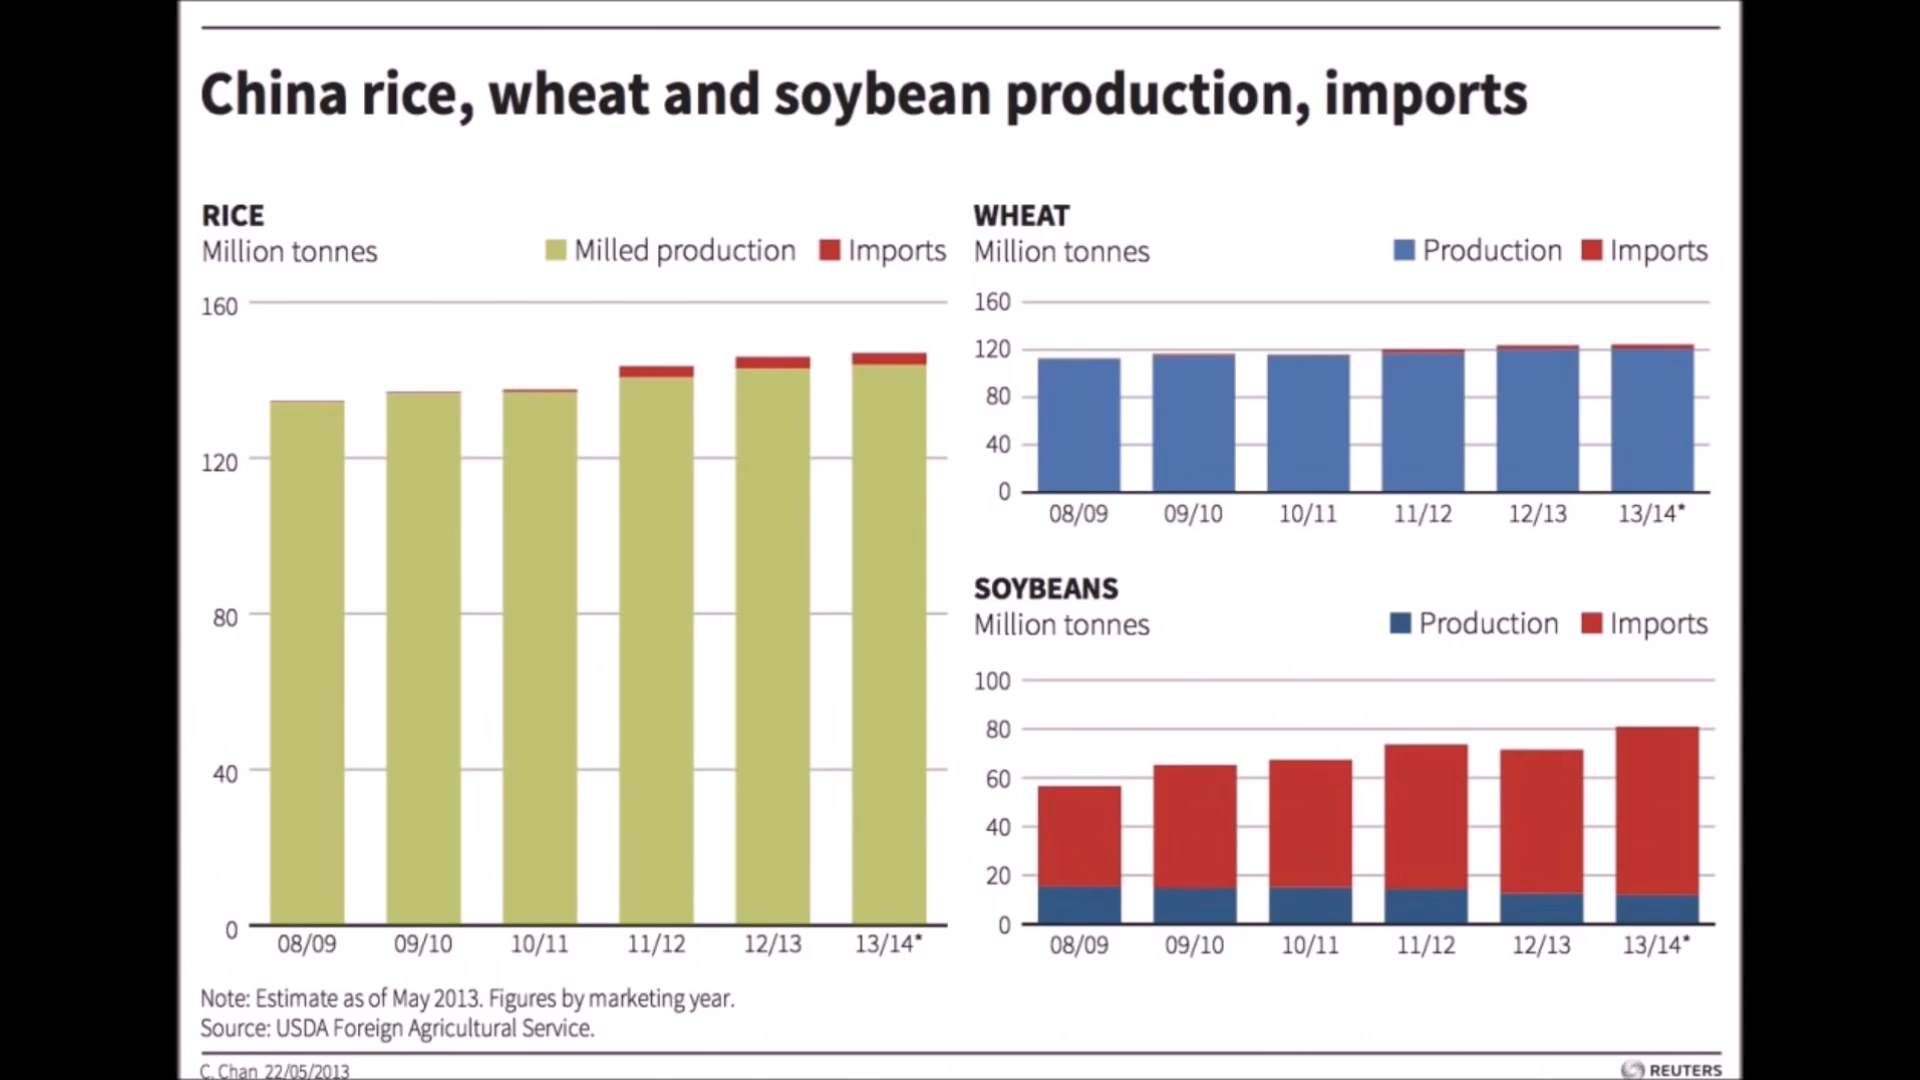 China rice, wheat and soybean production, imports
RICE
Million tonnes
Milled production
Imports
160
120
80
40
0
08/09 09/10 10/11 11/12 12/13 13/14*
WHEAT
Million tonnes
Production
Imports
160
120
80
40
0
08/09 09/10 10/11 11/12 12/13 13/14*
SOYBEANS
Million tonnes
Production
Imports
100
80
60
40
20
0
08/09 09/10 10/11 11/12 12/13 13/14*
Note: Estimate as of May 2013. Figures by marketing year.
Source: USDA Foreign Agricultural Service.
C. Chan 22/05/2013
REUTERS